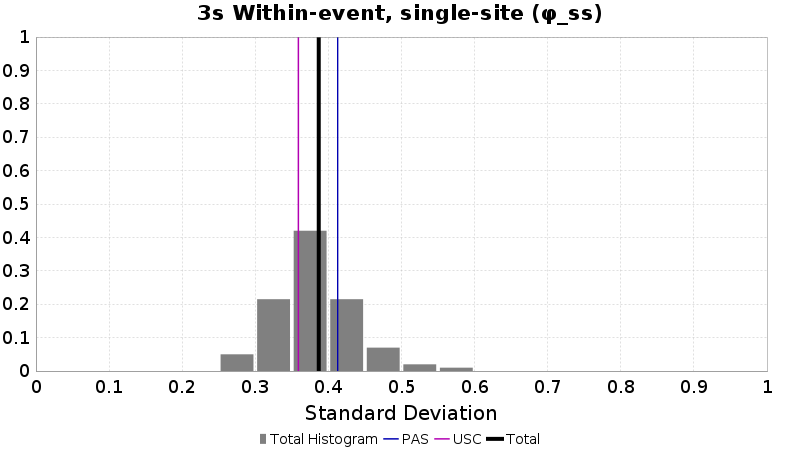 3s Within-event, single-site (φ_ss)
1
0.9
0.8
0.7
0.6
0.5
0.4
0.3
0.2
0.1
0
0 0.1 0.2 0.3 0.4 0.5 0.6 0.7 0.8 0.9 1
Standard Deviation
Total Histogram PAS USC Total